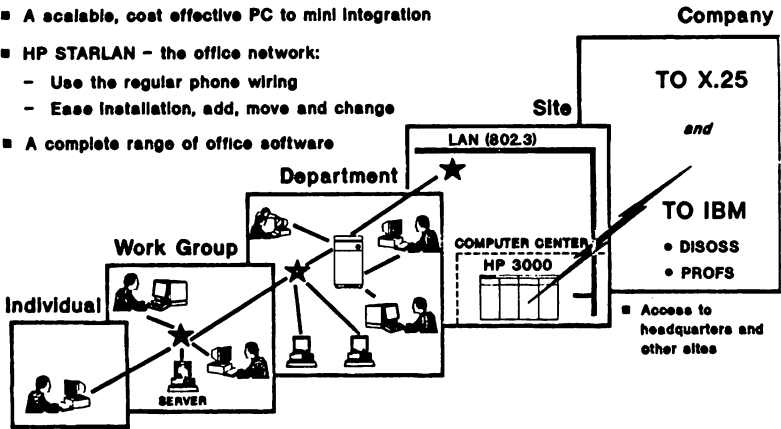 ■ A scalable, cost effective PC to mini integration
■ HP STARLAN – the office network:
– Use the regular phone wiring
– Ease installation, add, move and change
■ A complete range of office software
Company
TO X.25
and
TO IBM
• DISOSS
• PROFS
Site
LAN (802.3)
COMPUTER CENTER
HP 3000
■ Access to
headquarters and
other sites
Department
Work Group
SERVER
Individual